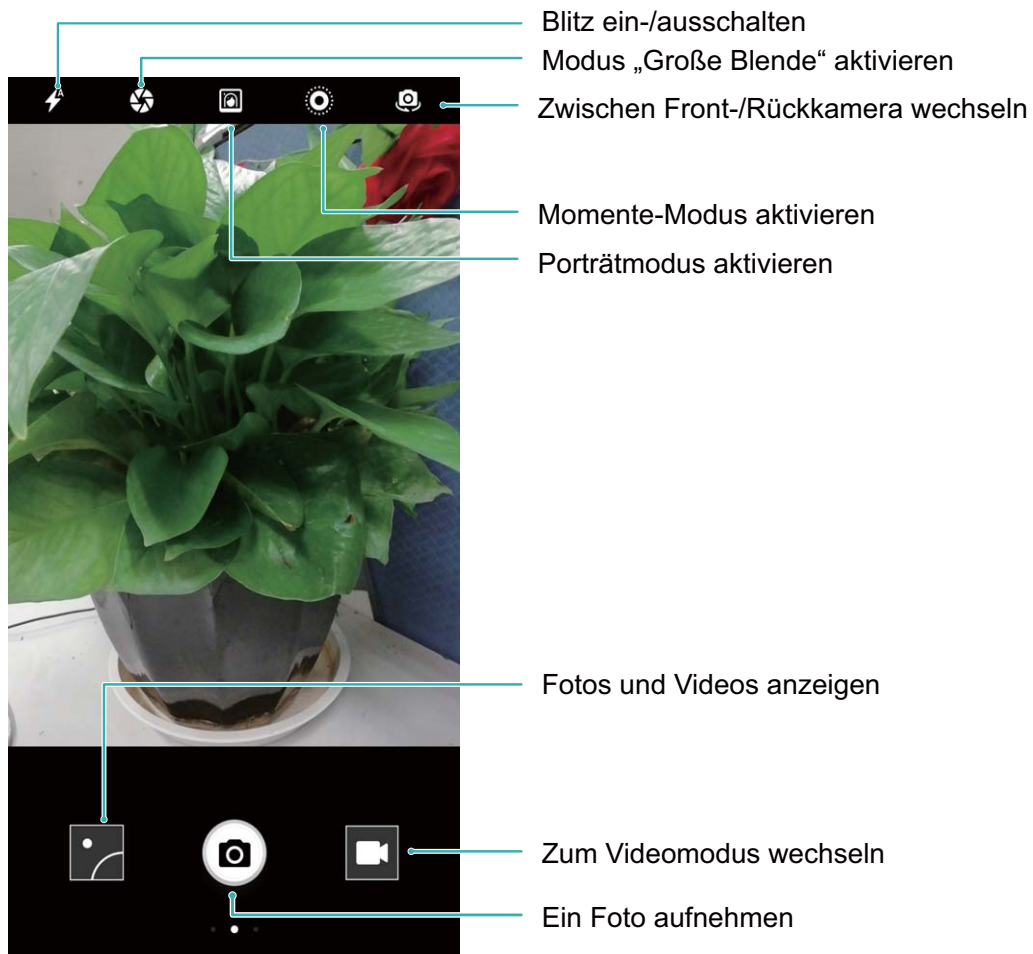 Blitz ein-/ausschalten
Modus „Große Blende“ aktivieren
Zwischen Front-/Rückkamera wechseln
Momente-Modus aktivieren
Porträtmodus aktivieren
Fotos und Videos anzeigen
Zum Videomodus wechseln
Ein Foto aufnehmen